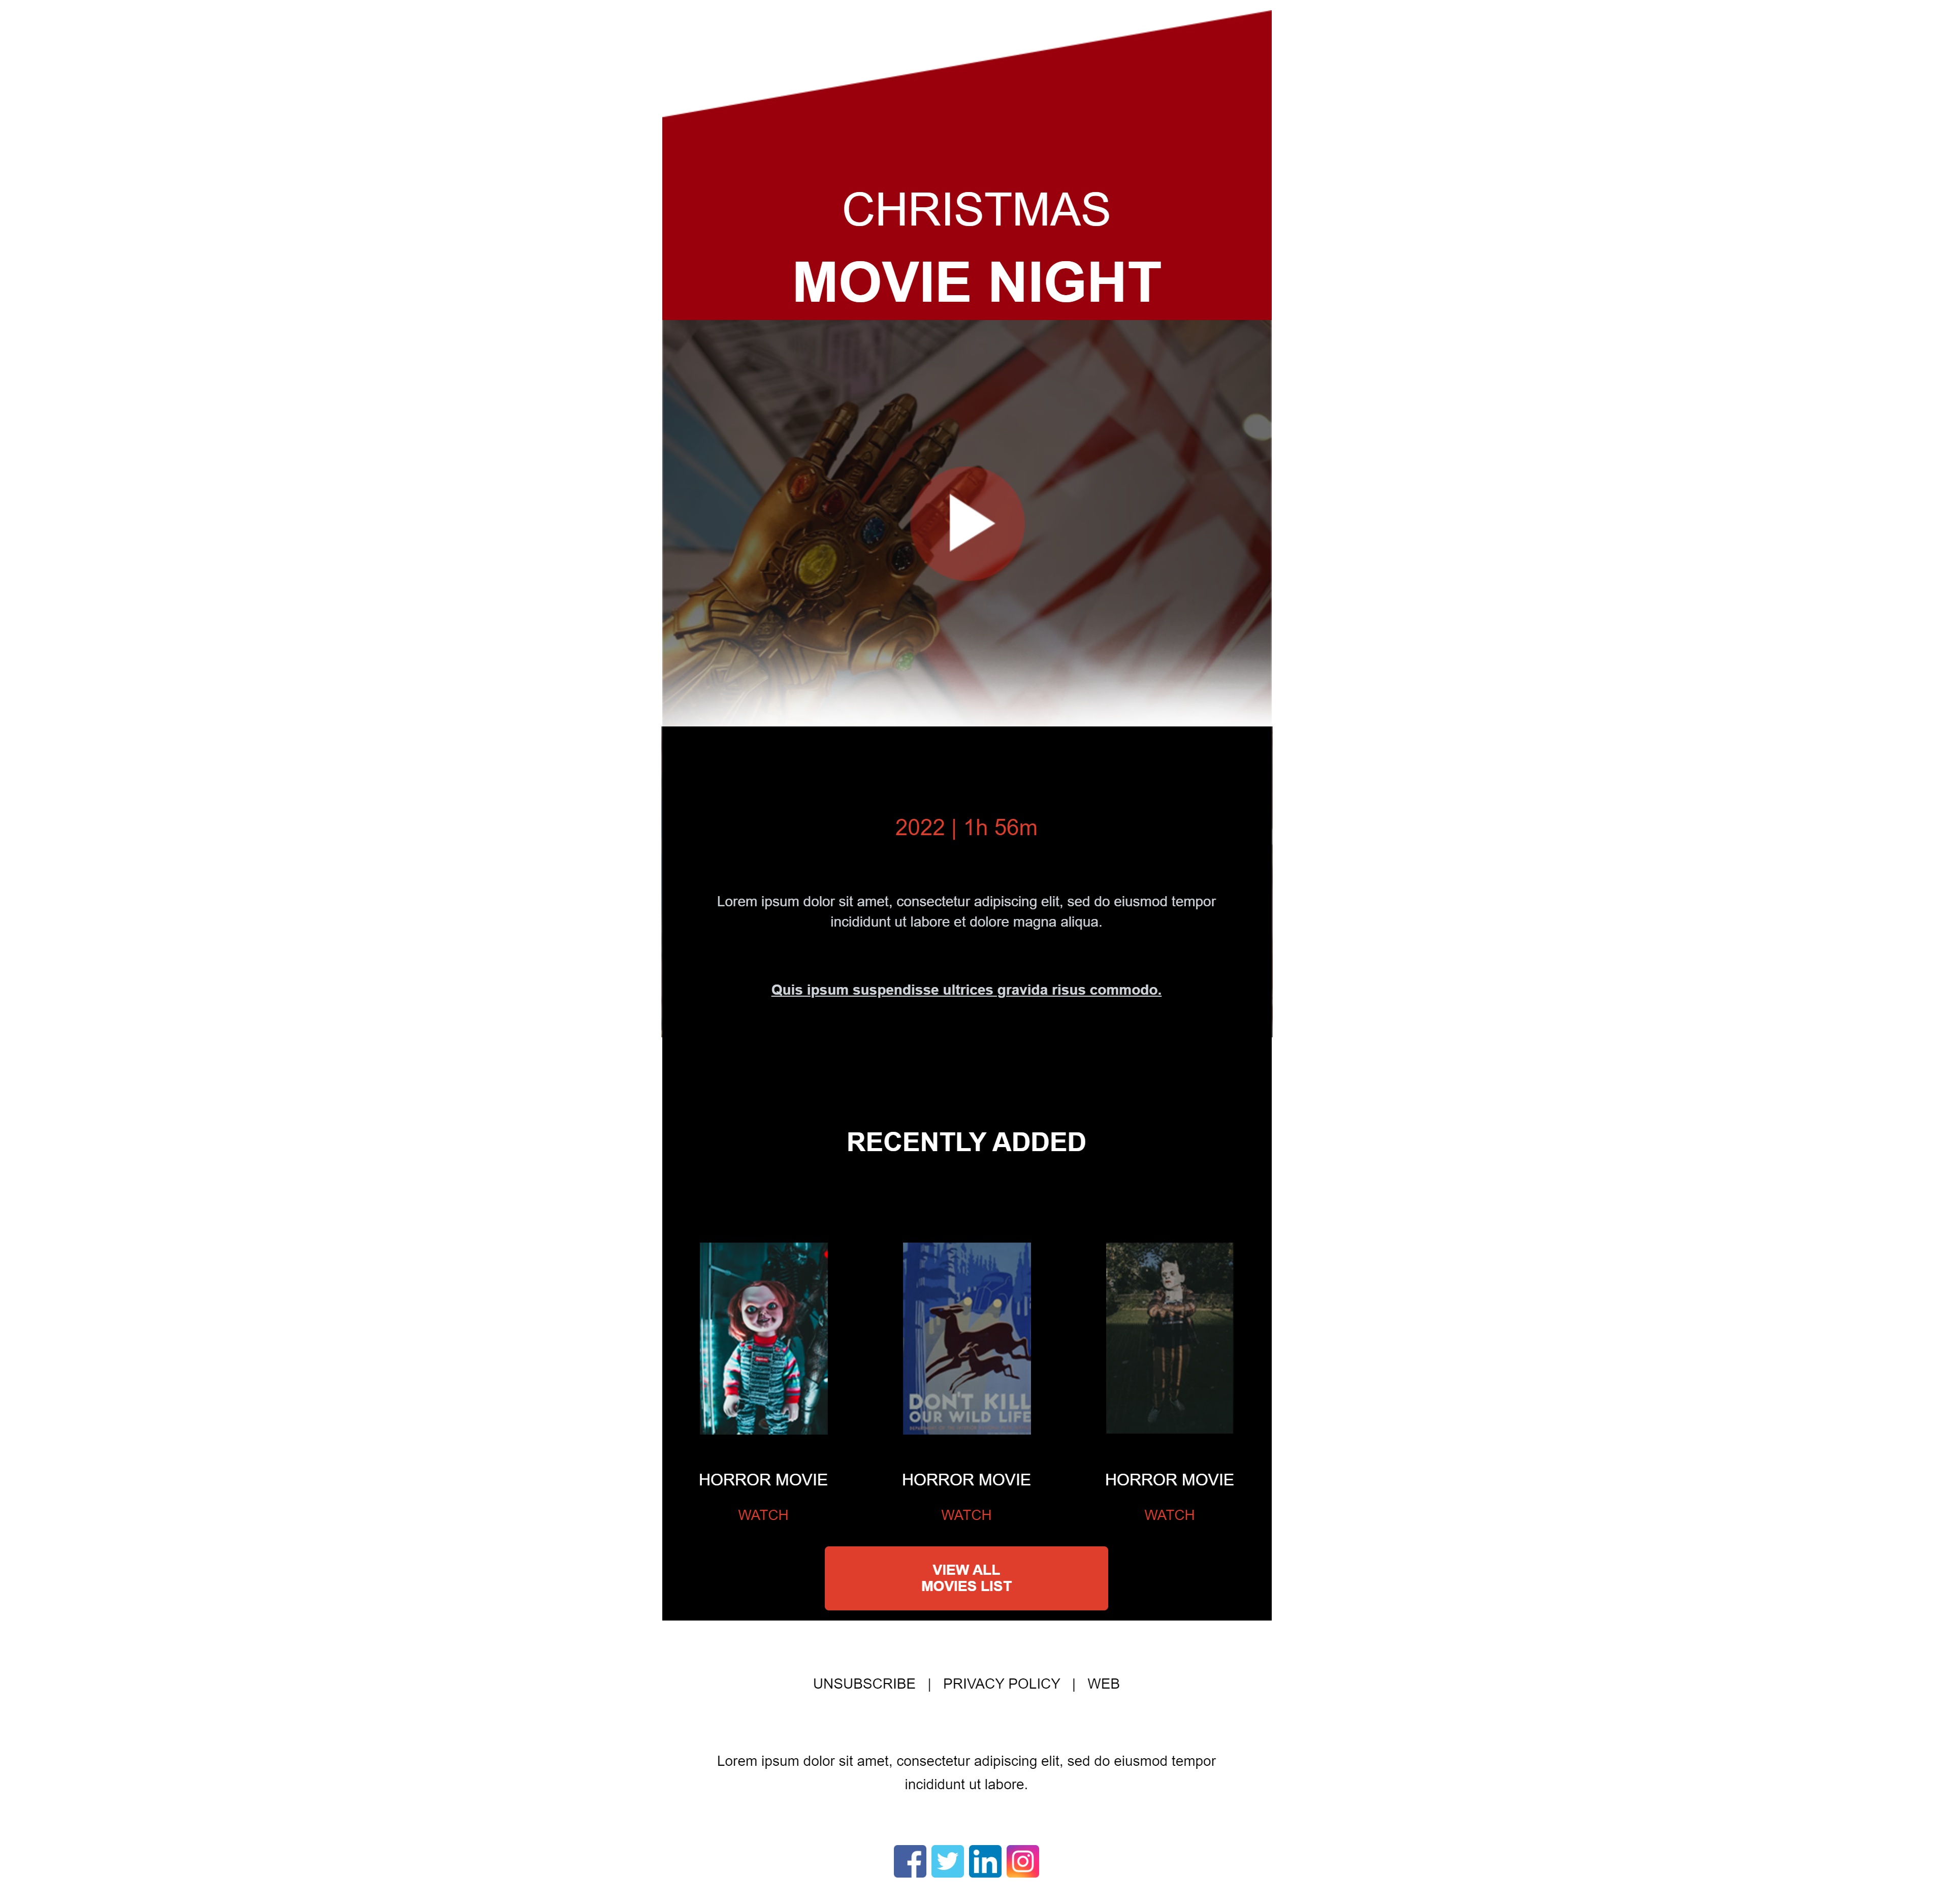 CHRISTMAS
MOVIE NIGHT
2022 | 1h 56m
Lorem ipsum dolor sit amet, consectetur adipiscing elit, sed do eiusmod tempor
incididunt ut labore et dolore magna aliqua.
Quis ipsum suspendisse ultrices gravida risus commodo.
RECENTLY ADDED
DON'T KILL
OUR WILD LIFE
HORROR MOVIE
HORROR MOVIE
HORROR MOVIE
WATCH
WATCH
WATCH
VIEW ALL
MOVIES LIST
UNSUBSCRIBE | PRIVACY POLICY | WEB
Lorem ipsum dolor sit amet, consectetur adipiscing elit, sed do eiusmod tempor
incididunt ut labore.